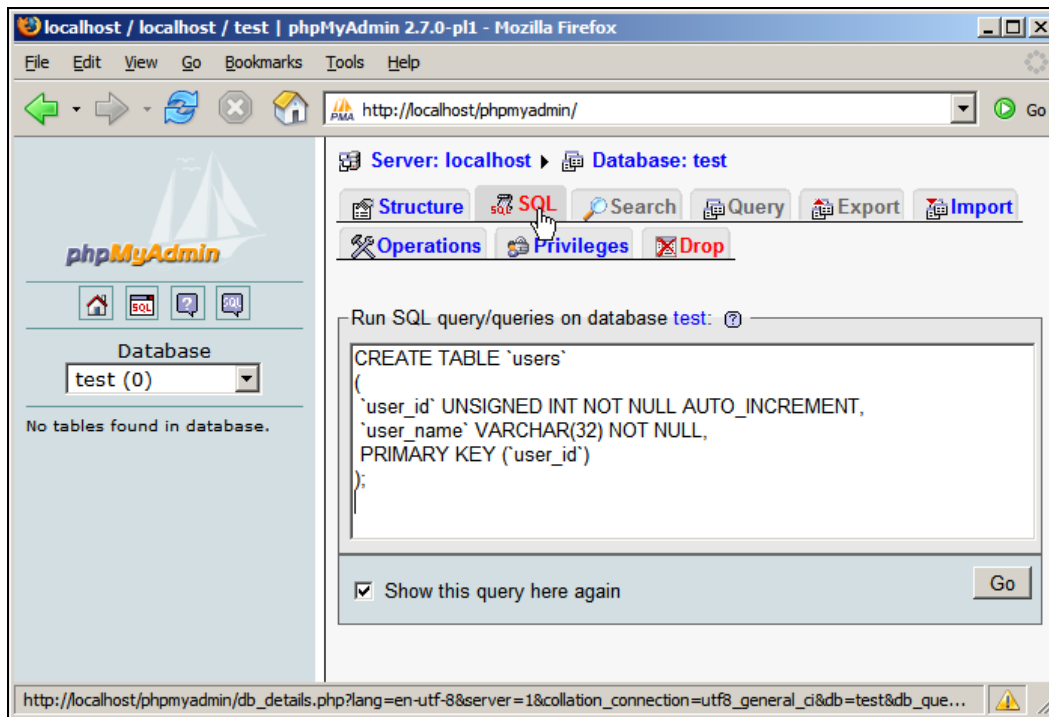 localhost / localhost / test | phpMyAdmin 2.7.0-pl1 - Mozilla Firefox
File Edit View Go Bookmarks Tools Help
PMA http://localhost/phpmyadmin/ Go
phpMyAdmin
SQL ? SQL
Database
test (0)
No tables found in database.
Server: localhost Database: test
Structure SQL SQL Search Query Export Import
Operations Privileges Drop
Run SQL query/queries on database test: ?
CREATE TABLE `users`
(
`user_id` UNSIGNED INT NOT NULL AUTO_INCREMENT,
`user_name` VARCHAR(32) NOT NULL,
PRIMARY KEY (`user_id`)
);
Show this query here again
Go
http://localhost/phpmyadmin/db_details.php?lang=en-utf-8&server=1&collation_connection=utf8_general_ci&db=test&db_que...